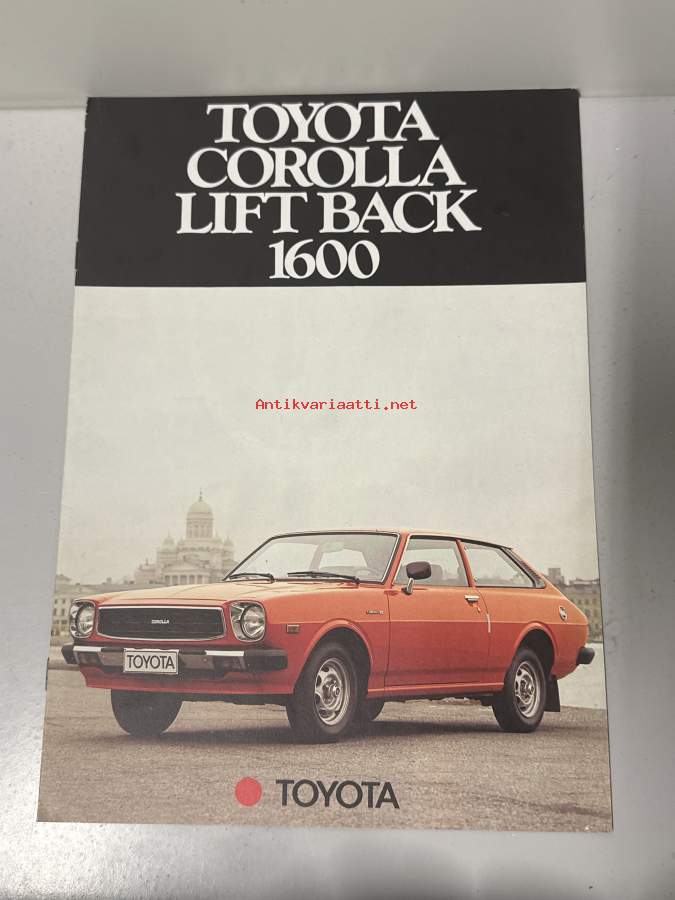 TOYOTA
COROLLA
LIFT BACK
1600
Antikvariaatti.net
COROLLA
TOYOTA
TOYOTA